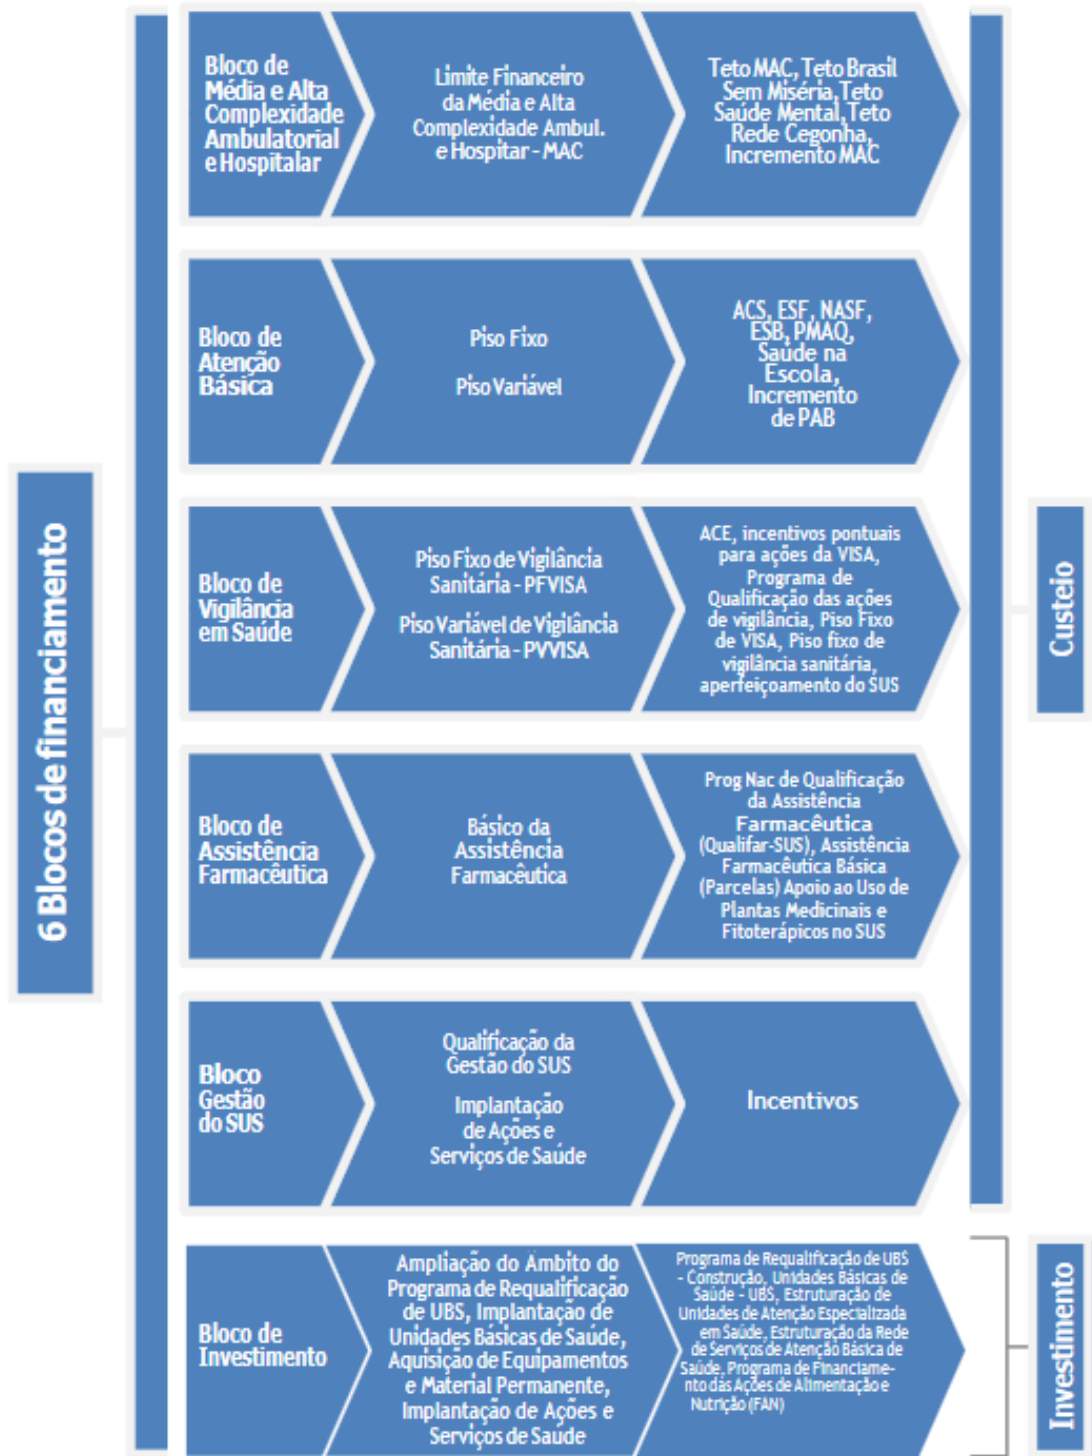 6 Blocos de financiamento
Bloco de
Média e Alta
Complexidade
Ambulatorial
e Hospitalar
Limite Financeiro
da Média e Alta
Complexidade Ambul.
e Hospitar - MAC
Teto MAC, Teto Brasil
Sem Miséria, Teto
Saúde Mental, Teto
Rede Cegonha,
Incremento MAC
Bloco de
Atenção
Básica
Piso Fixo
Piso Variável
ACS, ESF, NASF,
ESB, PMAQ,
Saúde na
Escola,
Incremento
de PAB
Bloco de
Vigilância
em Saúde
Piso Fixo de Vigilância
Sanitária - PFVISA
Piso Variável de Vigilância
Sanitária - PVVISA
ACE, incentivos pontuais
para ações da VISA,
Programa de
Qualificação das ações
de vigilância, Piso Fixo
de VISA, Piso fixo de
vigilância sanitária,
aperfeiçoamento do SUS
Bloco de
Assistência
Farmacêutica
Básico da
Assistência
Farmacêutica
Prog Nac de Qualificação
da Assistência
Farmacêutica
(Qualifar-SUS), Assistência
Farmacêutica Básica
(Parcelas) Apoio ao Uso de
Plantas Medicinais e
Fitoterápicos no SUS
Bloco
Gestão
do SUS
Qualificação da
Gestão do SUS
Implantação
de Ações e
Serviços de Saúde
Incentivos
Custeio
Bloco de
Investimento
Ampliação do Âmbito do
Programa de Requalificação
de UBS, Implantação de
Unidades Básicas de Saúde,
Aquisição de Equipamentos
e Material Permanente,
Implantação de Ações e
Serviços de Saúde
Programa de Requalificação de UBS
- Construção, Unidades Básicas de
Saúde - UBS, Estruturação de
Unidades de Atenção Especializada
em Saúde, Estruturação da Rede
de Serviços de Atenção Básica de
Saúde, Programa de Financiame-
nto das Ações de Alimentação e
Nutrição (FAN)
Investimento